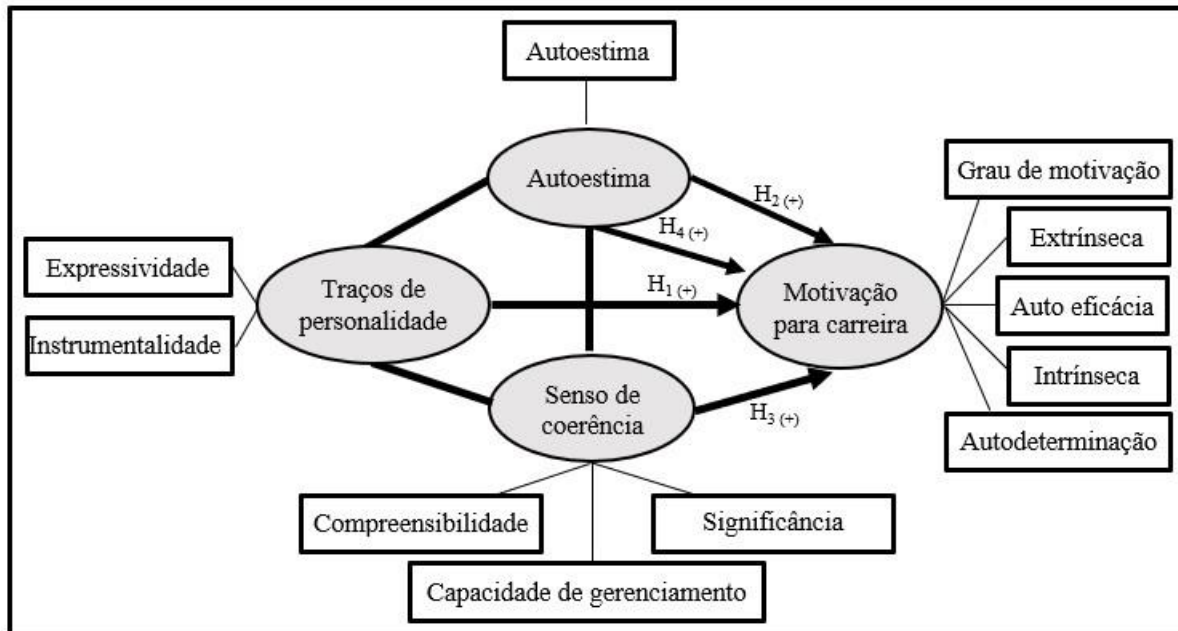 Autoestima
Autoestima
H2 (+)
H4 (+)
H1 (+)
H3 (+)
Expressividade
Instrumentalidade
Traços de
personalidade
Senso de
coerência
Motivação
para carreira
Grau de motivação
Extrínseca
Auto eficácia
Intrínseca
Autodeterminação
Compreensibilidade
Significância
Capacidade de gerenciamento